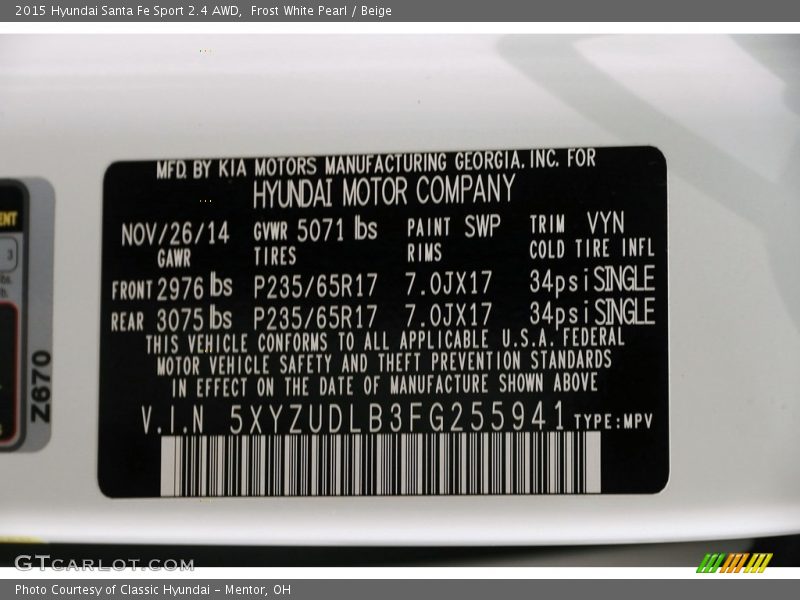 2015 Hyundai Santa Fe Sport 2.4 AWD,  Frost White Pearl / Beige
MFD. BY KIA MOTORS MANUFACTURING GEORGIA, INC. FOR
HYUNDAI MOTOR COMPANY
NOV/26/14 GVWR 5071 lbs PAINT SWP TRIM VYN
GAWR TIRES RIMS COLD TIRE INFL
FRONT 2976 lbs P235/65R17 7.0JX17 34psi SINGLE
REAR 3075 lbs P235/65R17 7.0JX17 34psi SINGLE
THIS VEHICLE CONFORMS TO ALL APPLICABLE U.S.A. FEDERAL
MOTOR VEHICLE SAFETY AND THEFT PREVENTION STANDARDS
IN EFFECT ON THE DATE OF MANUFACTURE SHOWN ABOVE
V.I.N 5XYZUDLB3FG255941 TYPE:MPV
Z670
3
GTCARLOT.COM
Photo Courtesy of Classic Hyundai - Mentor, OH